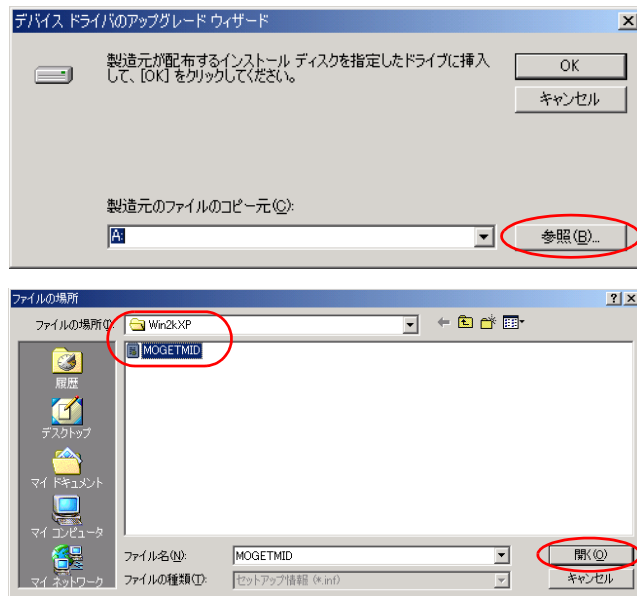 デバイス ドライバのアップグレード ウィザード
製造元が配布するインストール ディスクを指定したドライブに挿入
して、[OK] をクリックしてください。
OK
キャンセル
製造元のファイルのコピー元(C):
A:
参照(B)...
ファイルの場所
ファイルの場所(I):
Win2kXP
MOGETMID
履歴
デスクトップ
マイ ドキュメント
マイ コンピュータ
マイ ネットワーク
ファイル名(N):
MOGETMID
開く(O)
ファイルの種類(T):
セットアップ情報 (*.inf)
キャンセル